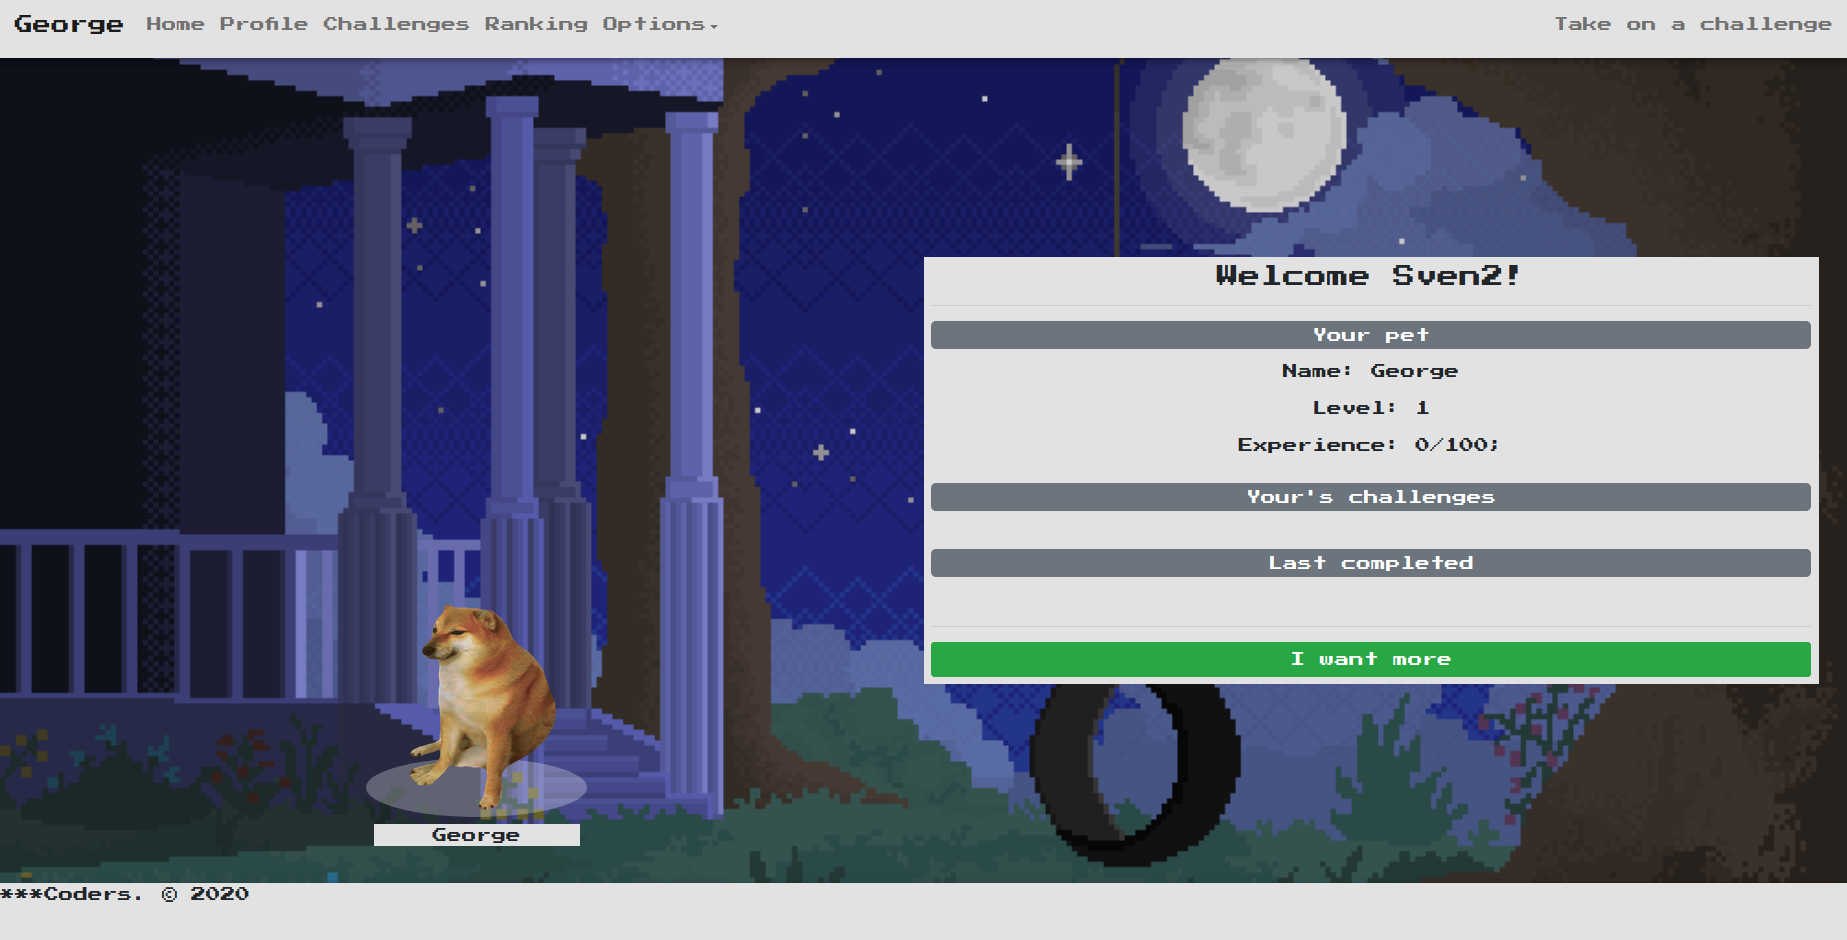 George Home Profile Challenges Ranking Options Take on a challenge
Welcome Sven2!
Your pet
Name: George
Level: 1
Experience: 0/100;
Your's challenges
Last completed
I want more
George
***Coders. © 2020